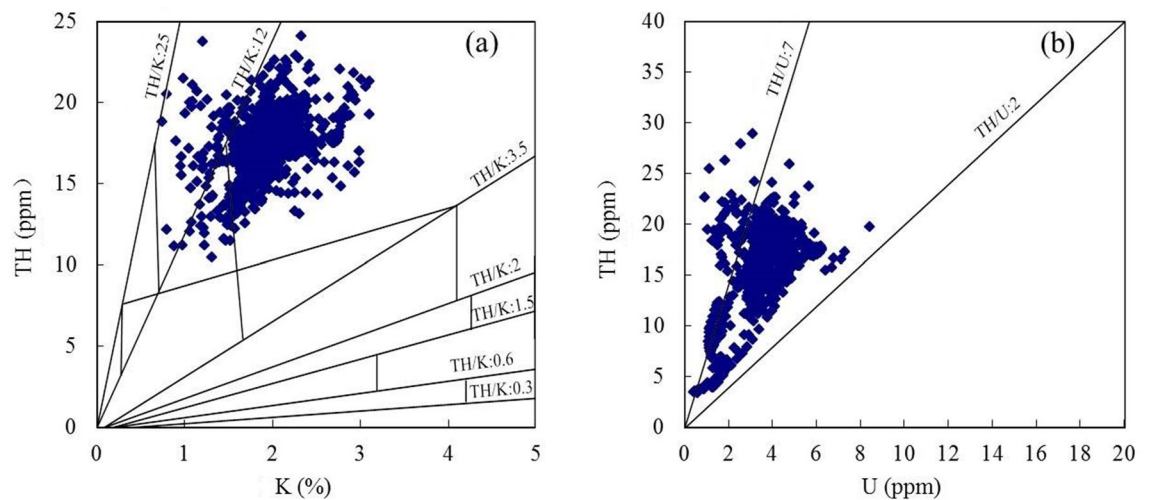 (a)
TH/K:25
TH/K:12
TH/K:3.5
TH/K:2
TH/K:1.5
TH/K:0.6
TH/K:0.3
25
20
15
10
5
0
TH (ppm)
0 1 2 3 4 5
K (%)
(b)
TH/U:7
TH/U:2
40
35
30
25
20
15
10
5
0
TH (ppm)
0 2 4 6 8 10 12 14 16 18 20
U (ppm)